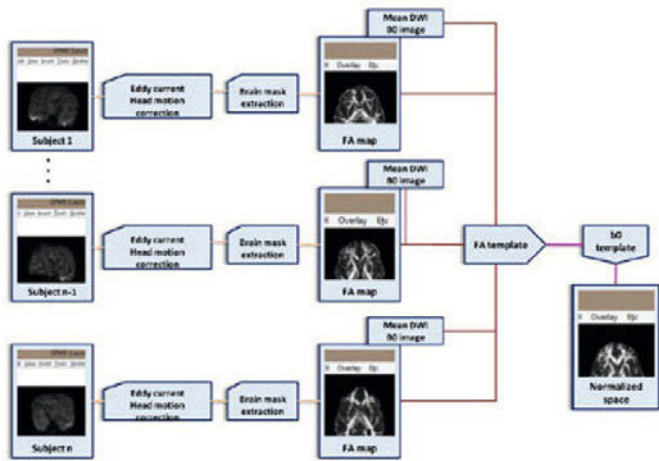 Mean DWI
B0 image
Eddy current
Head motion
correction
Brain mask
extraction
Overlay
Subject 1
FA map
Mean DWI
B0 image
Eddy current
Head motion
correction
Brain mask
extraction
Overlay
Subject n-1
FA map
FA template
b0
template
Mean DWI
B0 image
Overlay
Normalized
space
Eddy current
Head motion
correction
Brain mask
extraction
Overlay
Subject n
FA map